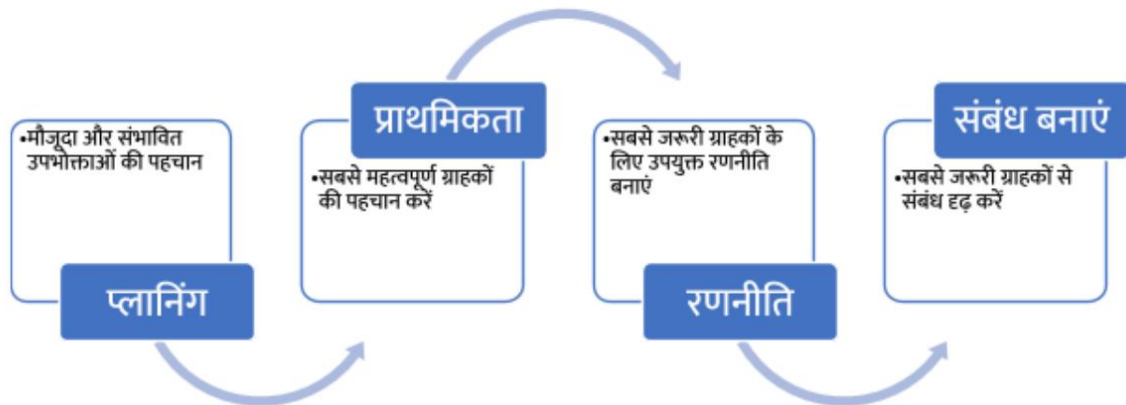 •मौजूदा और संभावित
उपभोक्ताओं की पहचान
प्लानिंग
प्राथमिकता
•सबसे महत्वपूर्ण ग्राहकों
की पहचान करें
•सबसे जरूरी ग्राहकों के
लिए उपयुक्त रणनीति
बनाएं
रणनीति
संबंध बनाएं
•सबसे जरूरी ग्राहकों से
संबंध दृढ़ करें